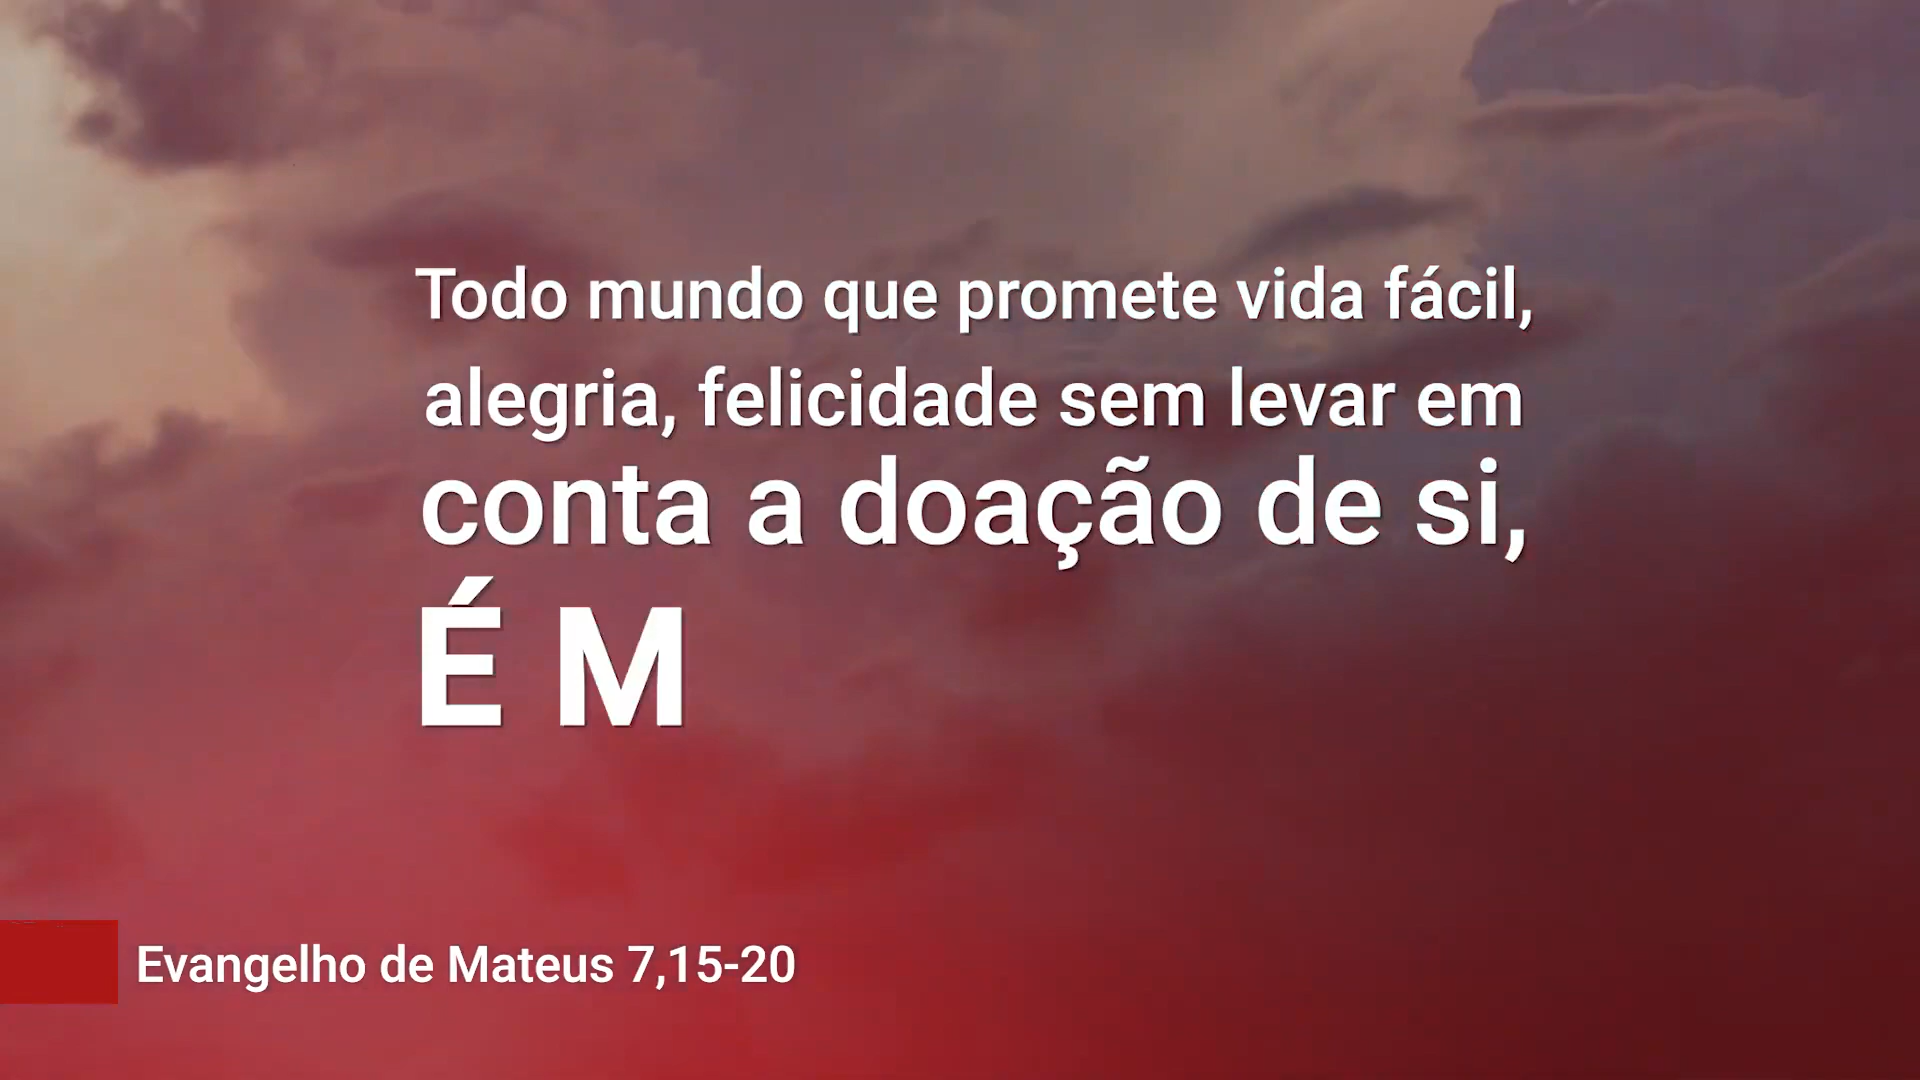 Todo mundo que promete vida fácil,
alegria, felicidade sem levar em
conta a doação de si,
É M
Evangelho de Mateus 7,15-20